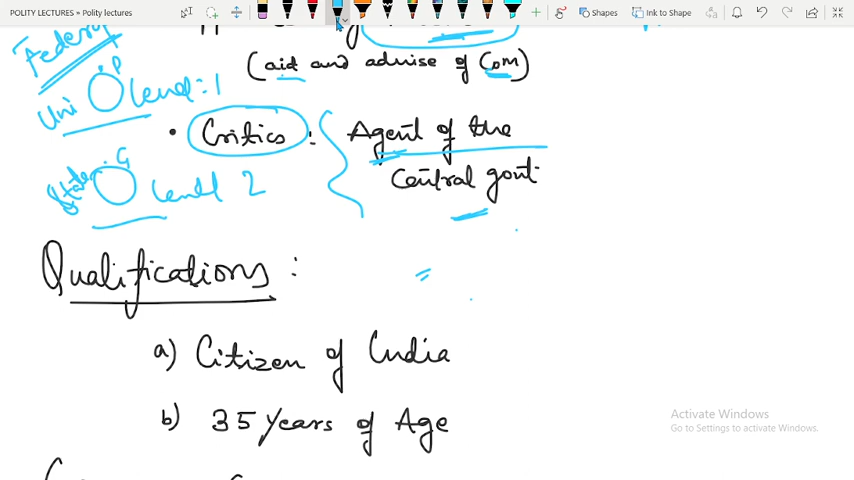 POLITY LECTURES » Polity lectures
Shapes
Ink to Shape
Federa
(aid and advise of COM)
P
Uni level:1
• Critics : Agent of the
Central govt
G
State level 2
Qualifications :
a) Citizen of India
b) 35 years of Age
Activate Windows
Go to Settings to activate Windows.